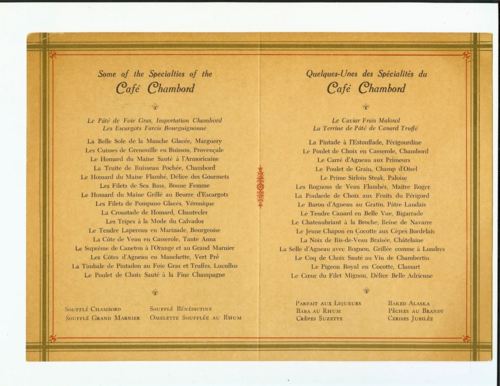 Some of the Specialties of the
Café Chambord
Le Pâté de Foie Gras, Importation Chambord
Les Escargots Farcis Bourguignonne
La Belle Sole de la Manche Glacée, Marguery
Les Cuisses de Grenouille en Buisson, Provençale
Le Homard du Maine Sauté à l'Armoricaine
La Truite de Ruisseau Pochée, Chambord
Le Homard du Maine Flambé, Délice des Gourmets
Les Filets de Sea Bass, Bonne Femme
Le Homard du Maine Grillé au Beurre d'Escargots
Les Filets de Pompano Glacés, Véronique
La Croustade de Homard, Chantecler
Les Tripes à la Mode du Calvados
Le Tendre Lapereau en Marinade, Bourgeonne
La Côte de Veau en Casserole, Tante Anna
Le Suprême de Caneton à l'Orange et au Grand Marnier
Les Côtes d'Agneau en Manchette, Vert Pré
La Timbale de Pintadon au Foie Gras et Truffes, Lucullus
Le Poulet de Choix Sauté à la Fine Champagne
Soufflé Chambord
Soufflé Bénédictine
Soufflé Grand Marnier
Omelette Soufflée au Rhum
Quelques-Unes des Spécialités du
Café Chambord
Le Caviar Frais Malosol
La Terrine de Pâté de Canard Truffé
La Pintade à l'Estouffade, Périgourdine
Le Poulet de Choix en Casserole, Chambord
Le Carré d'Agneau aux Primeurs
Le Poulet de Grain, Champ d'Oisel
Le Prime Sirloin Steak, Paloise
Les Rognons de Veau Flambés, Maître Roger
La Poularde de Choix aux Fruits, du Périgord
Le Baron d'Agneau au Gratin, Pâtre Landais
Le Tendre Canard en Belle Vue, Bigarrade
Le Chateaubriant à la Broche; Reine de Navarre
Le Jeune Chapon en Cocotte aux Cèpes Bordelais
La Noix de Ris-de-Veau Braisée, Châtelaine
La Selle d'Agneau avec Rognon, Grillée comme à Londres
Le Coq de Choix Sauté au Vin de Chambertin
Le Pigeon Royal en Cocotte, Clamart
Le Cœur du Filet Mignon, Délice Belle Adrienne
Parfait aux Liqueurs
Baked Alaska
Baba au Rhum
Pêches au Brandy
Crêpes Suzette
Cerises Jubilée